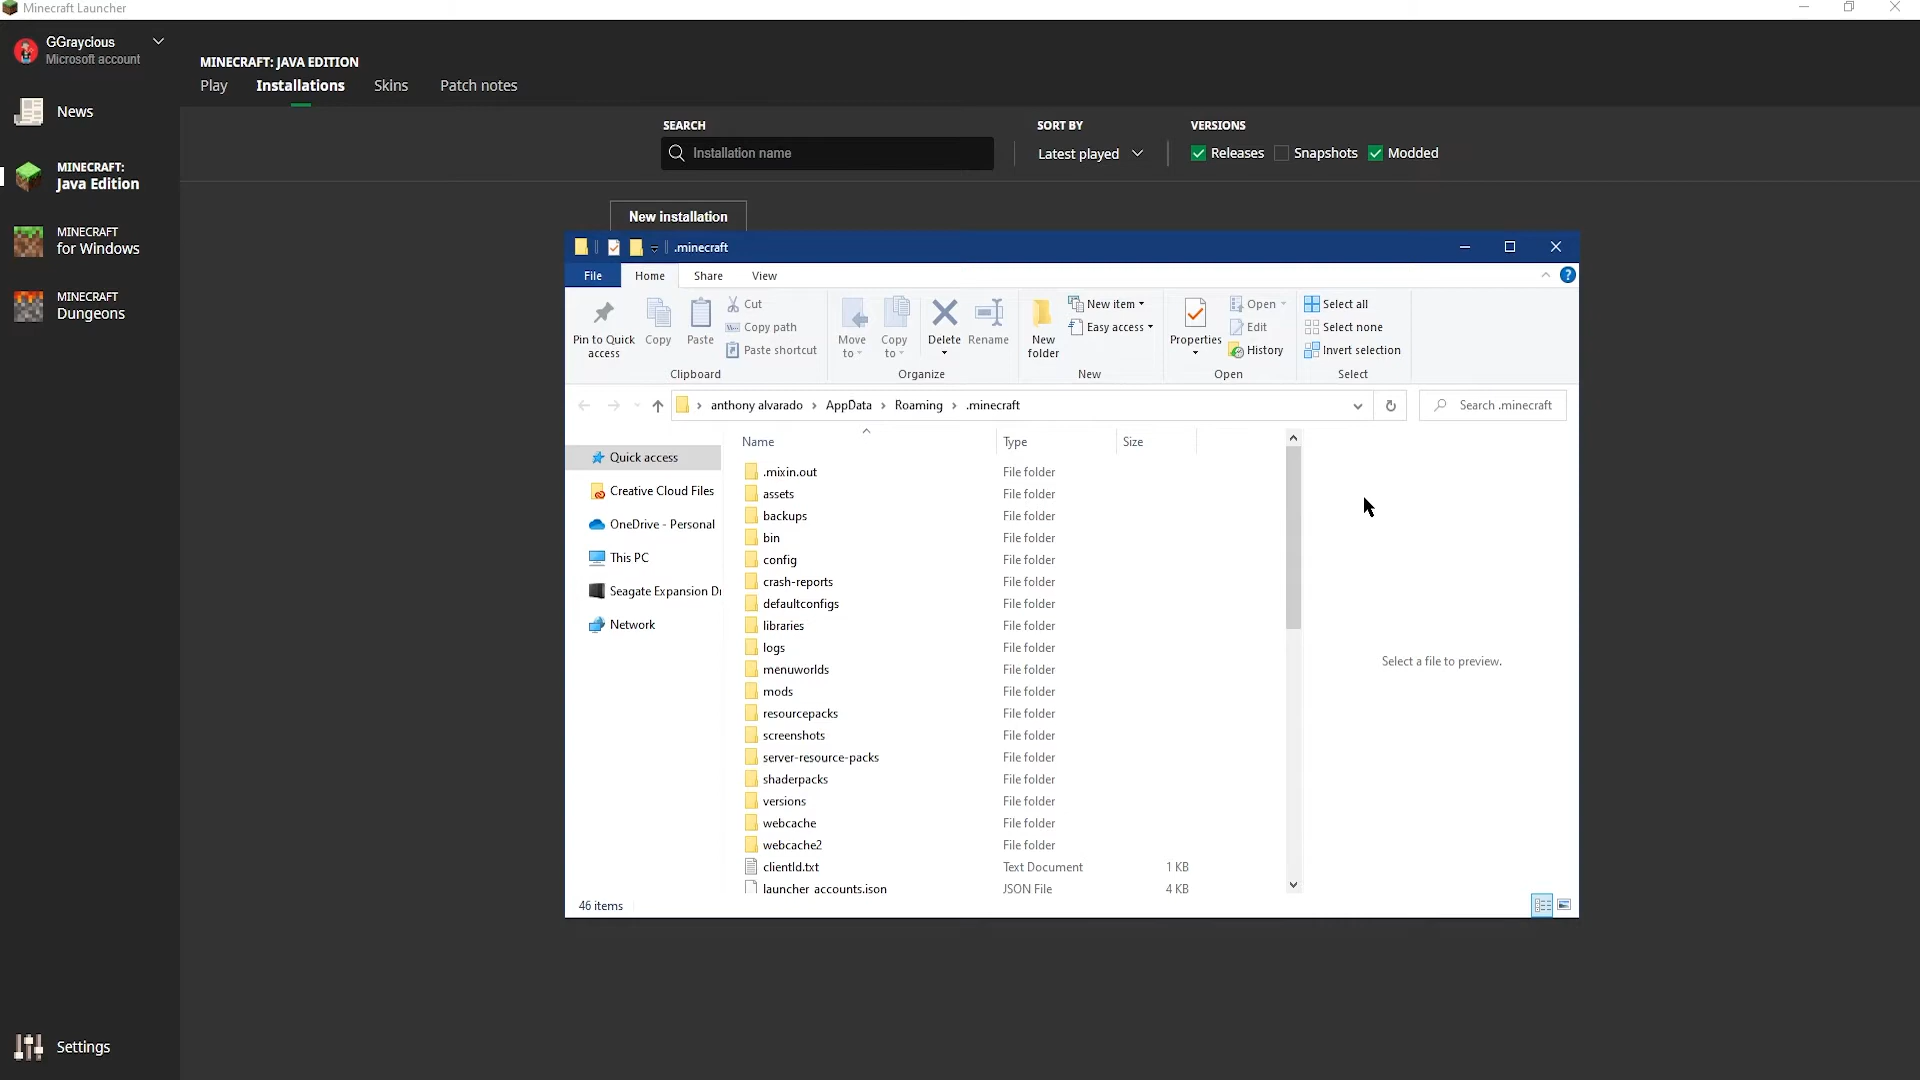 Minecraft Launcher
GGraycious
Microsoft account
News
MINECRAFT:
Java Edition
MINECRAFT
for Windows
MINECRAFT
Dungeons
Settings
MINECRAFT: JAVA EDITION
Play Installations Skins Patch notes
SEARCH SORT BY VERSIONS
Installation name Latest played Releases Snapshots Modded
New installation
.minecraft
File Home Share View
Pin to Quick access
Copy
Paste
Cut
Copy path
Paste shortcut
Clipboard
Move to
Copy to
Delete
Rename
Organize
New folder
New item
Easy access
New
Properties
Open
Edit
History
Open
Select all
Select none
Invert selection
Select
anthony alvarado › AppData › Roaming › .minecraft
Search .minecraft
Quick access
Creative Cloud Files
OneDrive - Personal
This PC
Seagate Expansion Dr
Network
Name Type Size
.mixin.out File folder
assets File folder
backups File folder
bin File folder
config File folder
crash-reports File folder
defaultconfigs File folder
libraries File folder
logs File folder
menuworlds File folder
mods File folder
resourcepacks File folder
screenshots File folder
server-resource-packs File folder
shaderpacks File folder
versions File folder
webcache File folder
webcache2 File folder
clientId.txt Text Document 1 KB
launcher_accounts.json JSON File 4 KB
Select a file to preview.
46 items